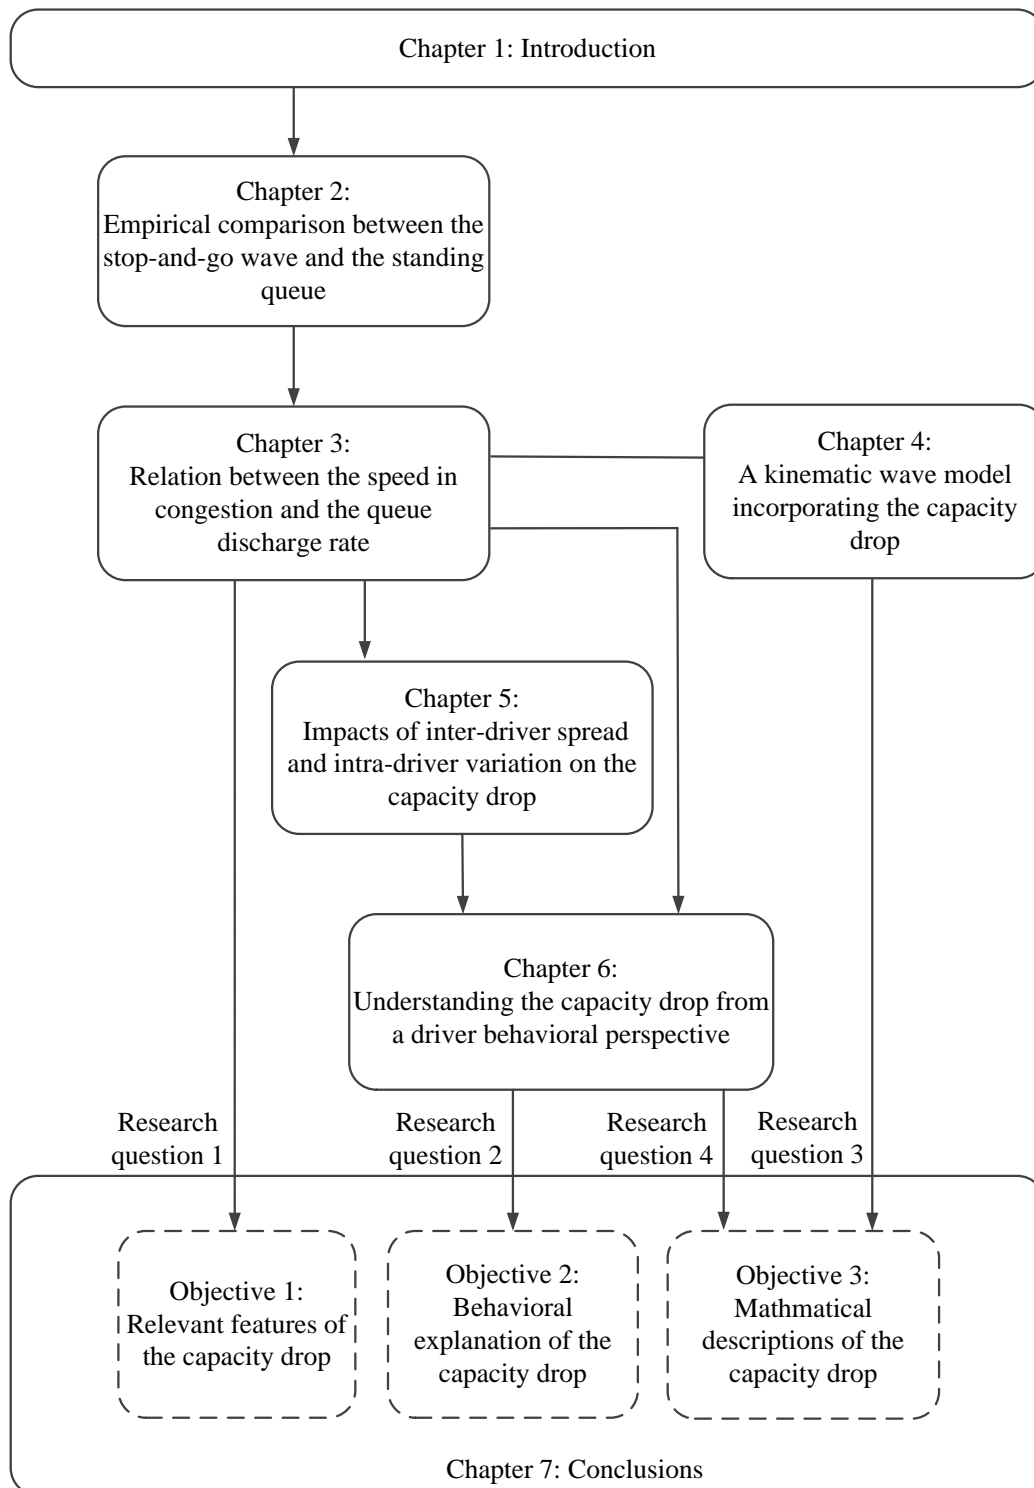 Chapter 1: Introduction
Chapter 2:
Empirical comparison between the
stop-and-go wave and the standing
queue
Chapter 3:
Relation between the speed in
congestion and the queue
discharge rate
Chapter 4:
A kinematic wave model
incorporating the capacity
drop
Chapter 5:
Impacts of inter-driver spread
and intra-driver variation on the
capacity drop
Chapter 6:
Understanding the capacity drop from
a driver behavioral perspective
Research
question 1
Research
question 2
Research
question 4
Research
question 3
Objective 1:
Relevant features of
the capacity drop
Objective 2:
Behavioral
explanation of the
capacity drop
Objective 3:
Mathmatical
descriptions of the
capacity drop
Chapter 7: Conclusions